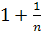 1 + 1/n